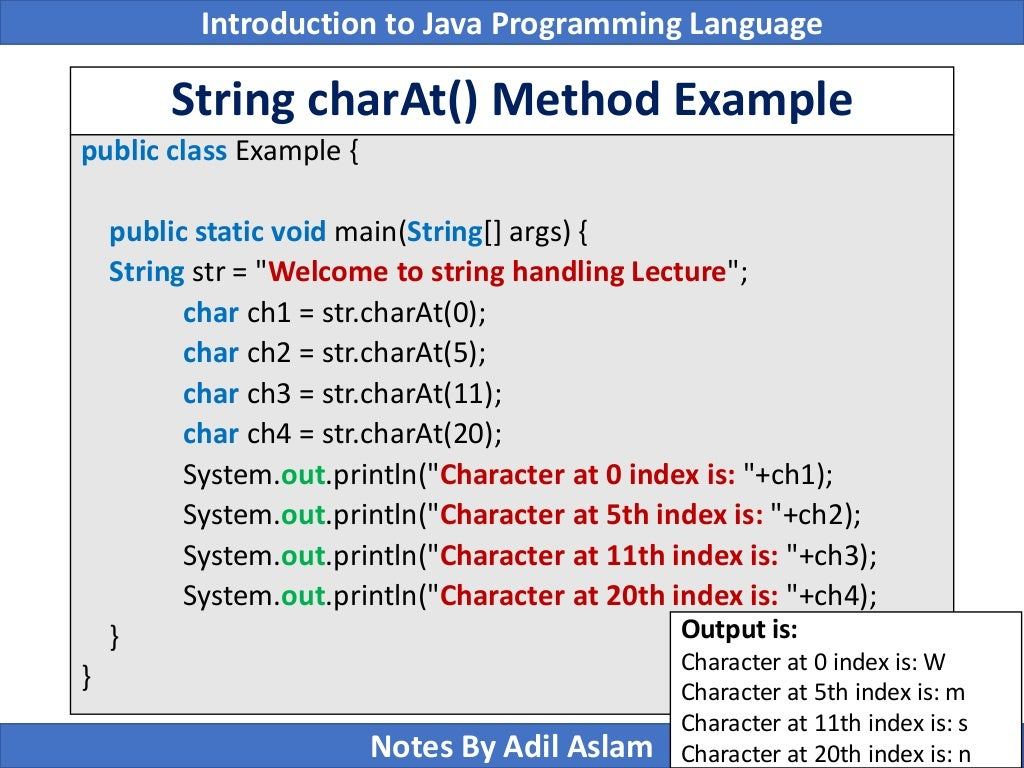 Introduction to Java Programming Language
String charAt() Method Example
public class Example {
public static void main(String[] args) {
String str = "Welcome to string handling Lecture";
char ch1 = str.charAt(0);
char ch2 = str.charAt(5);
char ch3 = str.charAt(11);
char ch4 = str.charAt(20);
System.out.println("Character at 0 index is: "+ch1);
System.out.println("Character at 5th index is: "+ch2);
System.out.println("Character at 11th index is: "+ch3);
System.out.println("Character at 20th index is: "+ch4);
}
}
Output is:
Character at 0 index is: W
Character at 5th index is: m
Character at 11th index is: s
Character at 20th index is: n
Notes By Adil Aslam